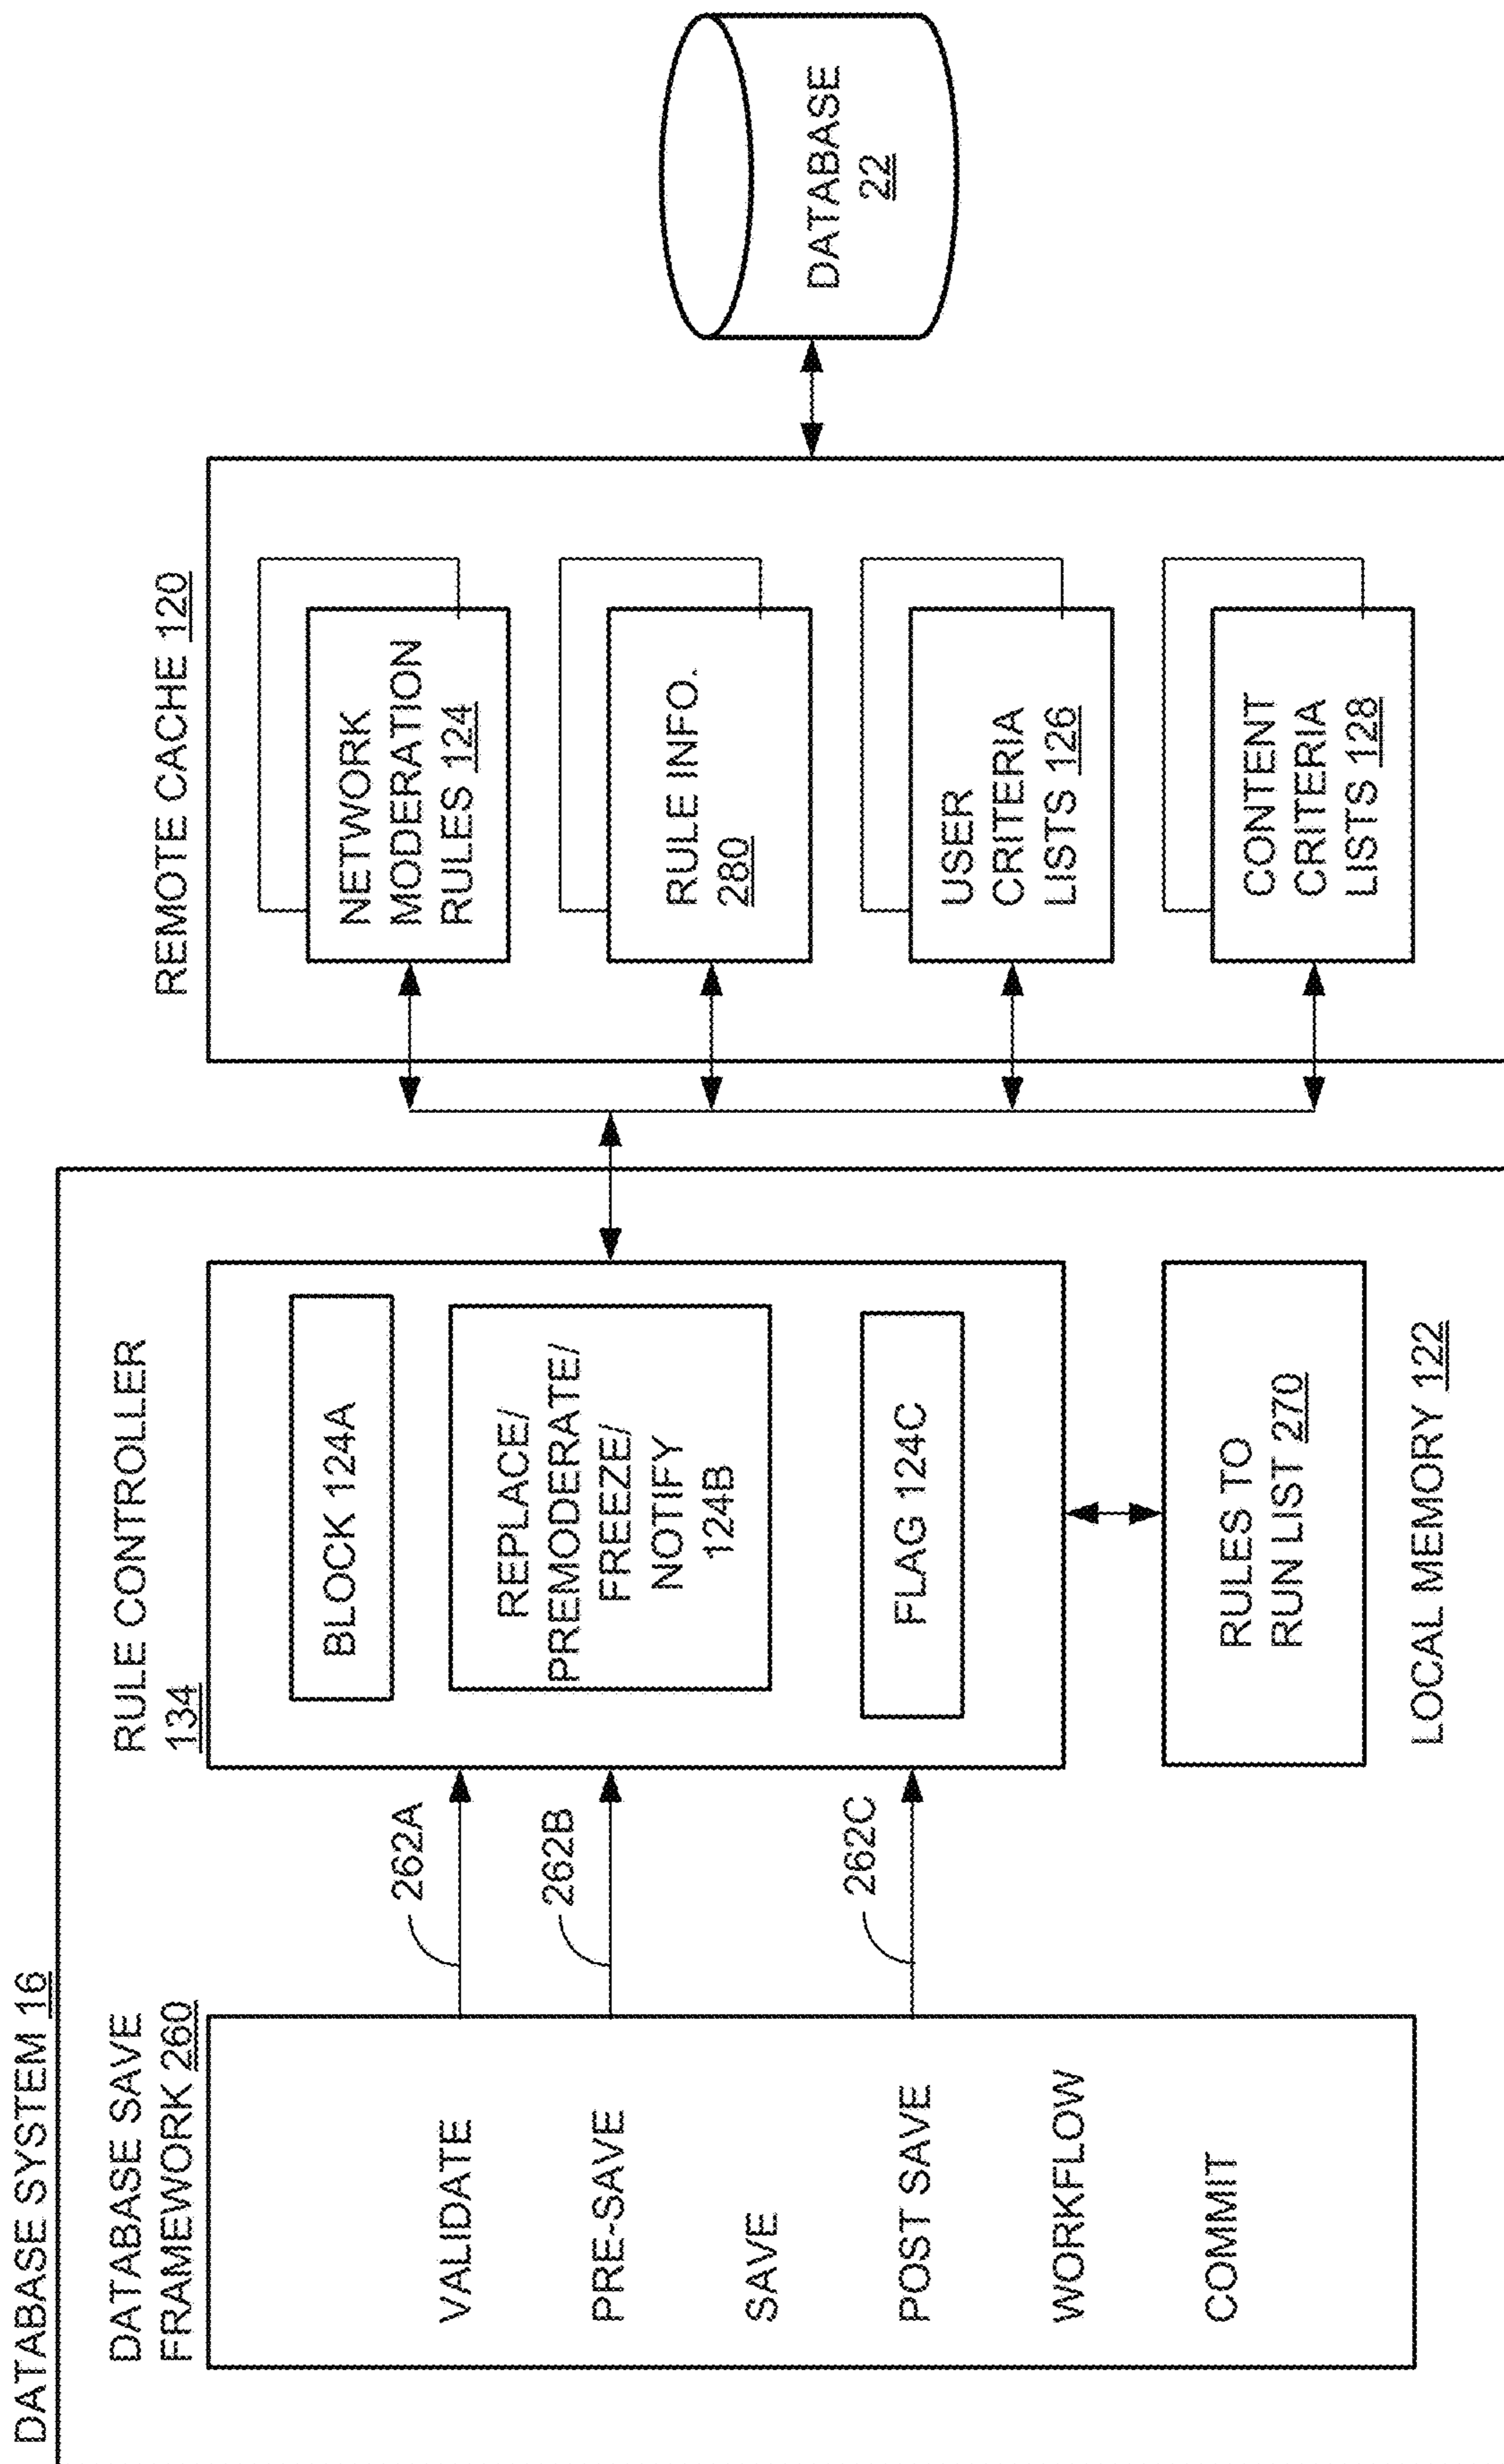 DATABASE SYSTEM 16
DATABASE SAVE
FRAMEWORK 260
VALIDATE
PRE-SAVE
SAVE
POST SAVE
WORKFLOW
COMMIT
262A
262B
262C
RULE CONTROLLER
134
BLOCK 124A
REPLACE/
PREMODERATE/
FREEZE/
NOTIFY
124B
FLAG 124C
RULES TO
RUN LIST 270
LOCAL MEMORY 122
REMOTE CACHE 120
NETWORK
MODERATION
RULES 124
RULE INFO.
280
USER
CRITERIA
LISTS 126
CONTENT
CRITERIA
LISTS 128
DATABASE
22